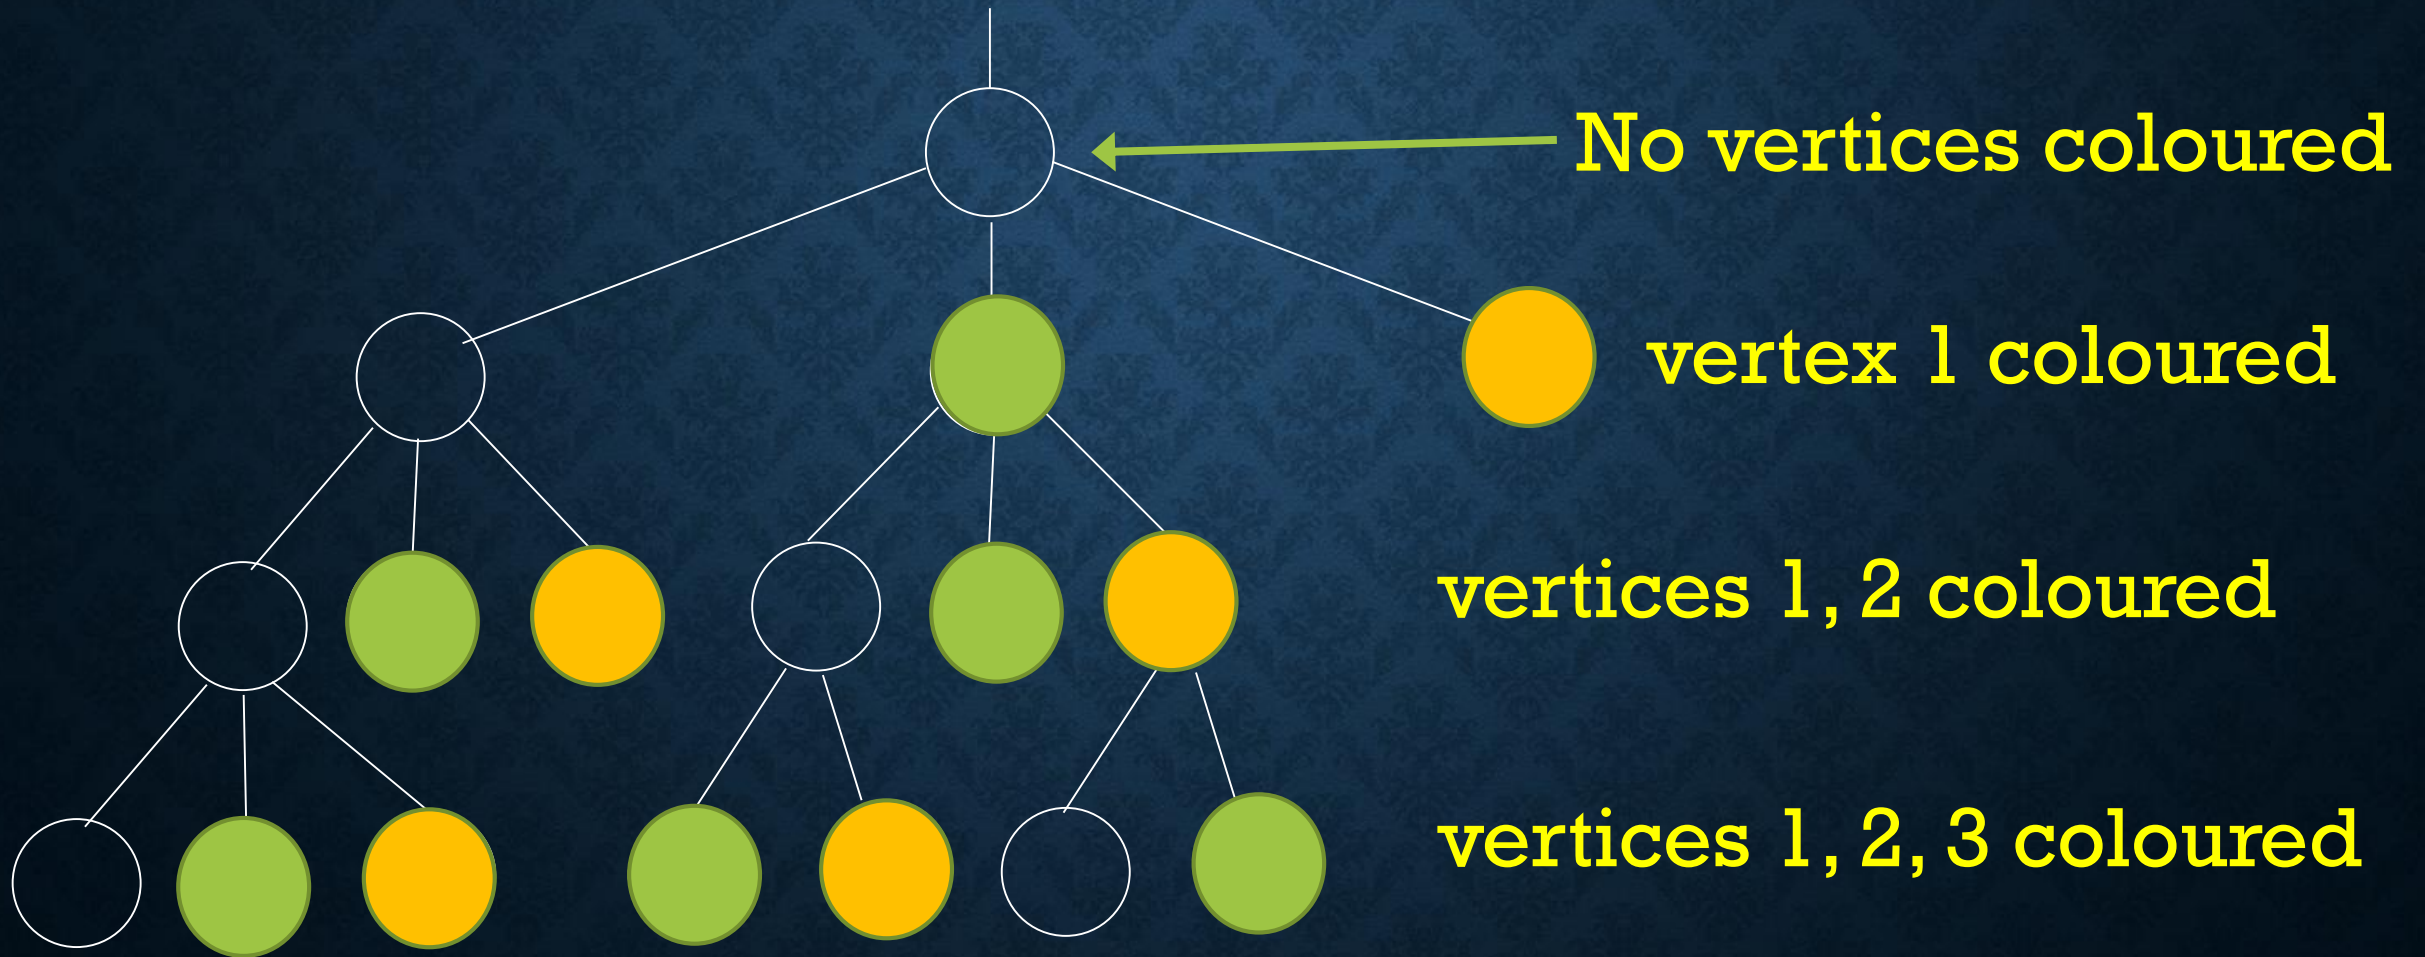 No vertices coloured
vertex 1 coloured
vertices 1, 2 coloured
vertices 1, 2, 3 coloured